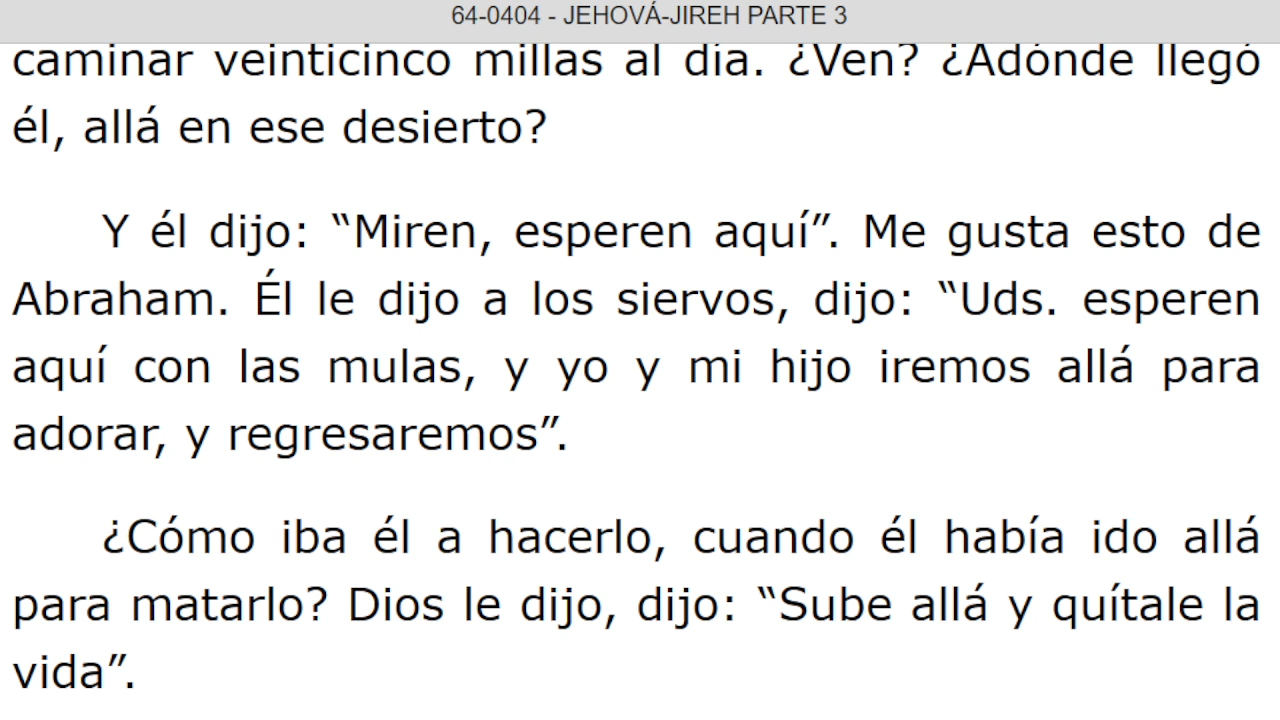 64-0404 - JEHOVÁ-JIREH PARTE 3
caminar veinticinco millas al día. ¿Ven? ¿Adónde llegó
él, allá en ese desierto?
Y él dijo: “Miren, esperen aquí”. Me gusta esto de
Abraham. Él le dijo a los siervos, dijo: “Uds. esperen
aquí con las mulas, y yo y mi hijo iremos allá para
adorar, y regresaremos”.
¿Cómo iba él a hacerlo, cuando él había ido allá
para matarlo? Dios le dijo, dijo: “Sube allá y quítale la
vida”.